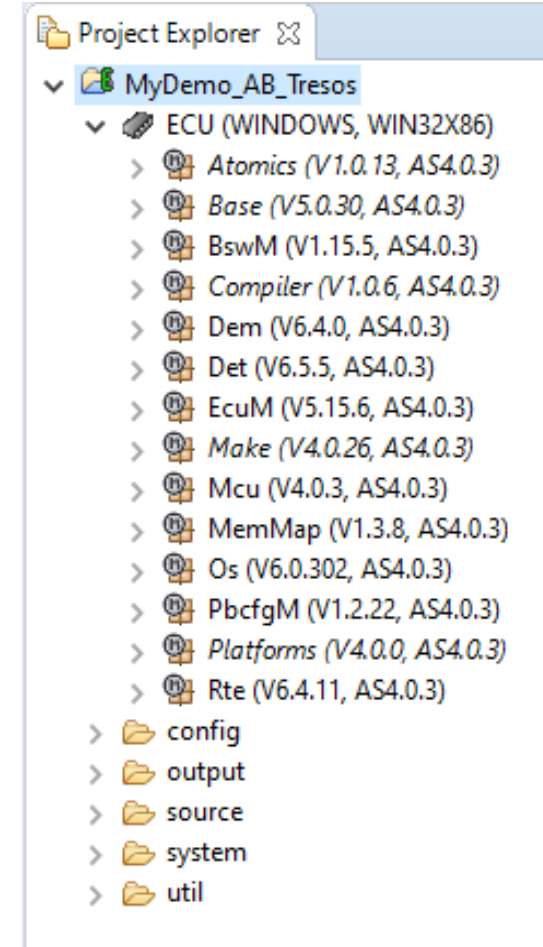 Project Explorer
MyDemo_AB_Tresos
ECU (WINDOWS, WIN32X86)
Atomics (V1.0.13, AS4.0.3)
Base (V5.0.30, AS4.0.3)
BswM (V1.15.5, AS4.0.3)
Compiler (V1.0.6, AS4.0.3)
Dem (V6.4.0, AS4.0.3)
Det (V6.5.5, AS4.0.3)
EcuM (V5.15.6, AS4.0.3)
Make (V4.0.26, AS4.0.3)
Mcu (V4.0.3, AS4.0.3)
MemMap (V1.3.8, AS4.0.3)
Os (V6.0.302, AS4.0.3)
PbcfgM (V1.2.22, AS4.0.3)
Platforms (V4.0.0, AS4.0.3)
Rte (V6.4.11, AS4.0.3)
config
output
source
system
util